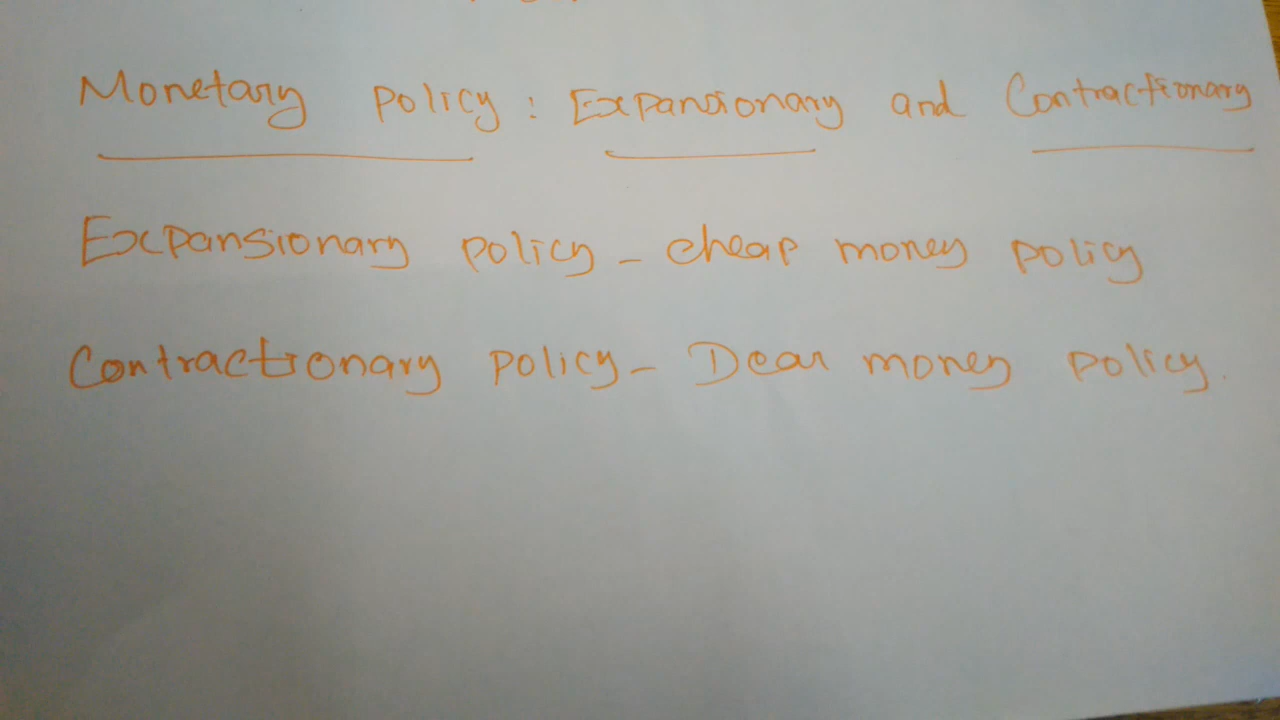 Monetary policy : Expansionary and Contractionary
Expansionary policy - cheap money policy
Contractionary policy - Dear money policy.